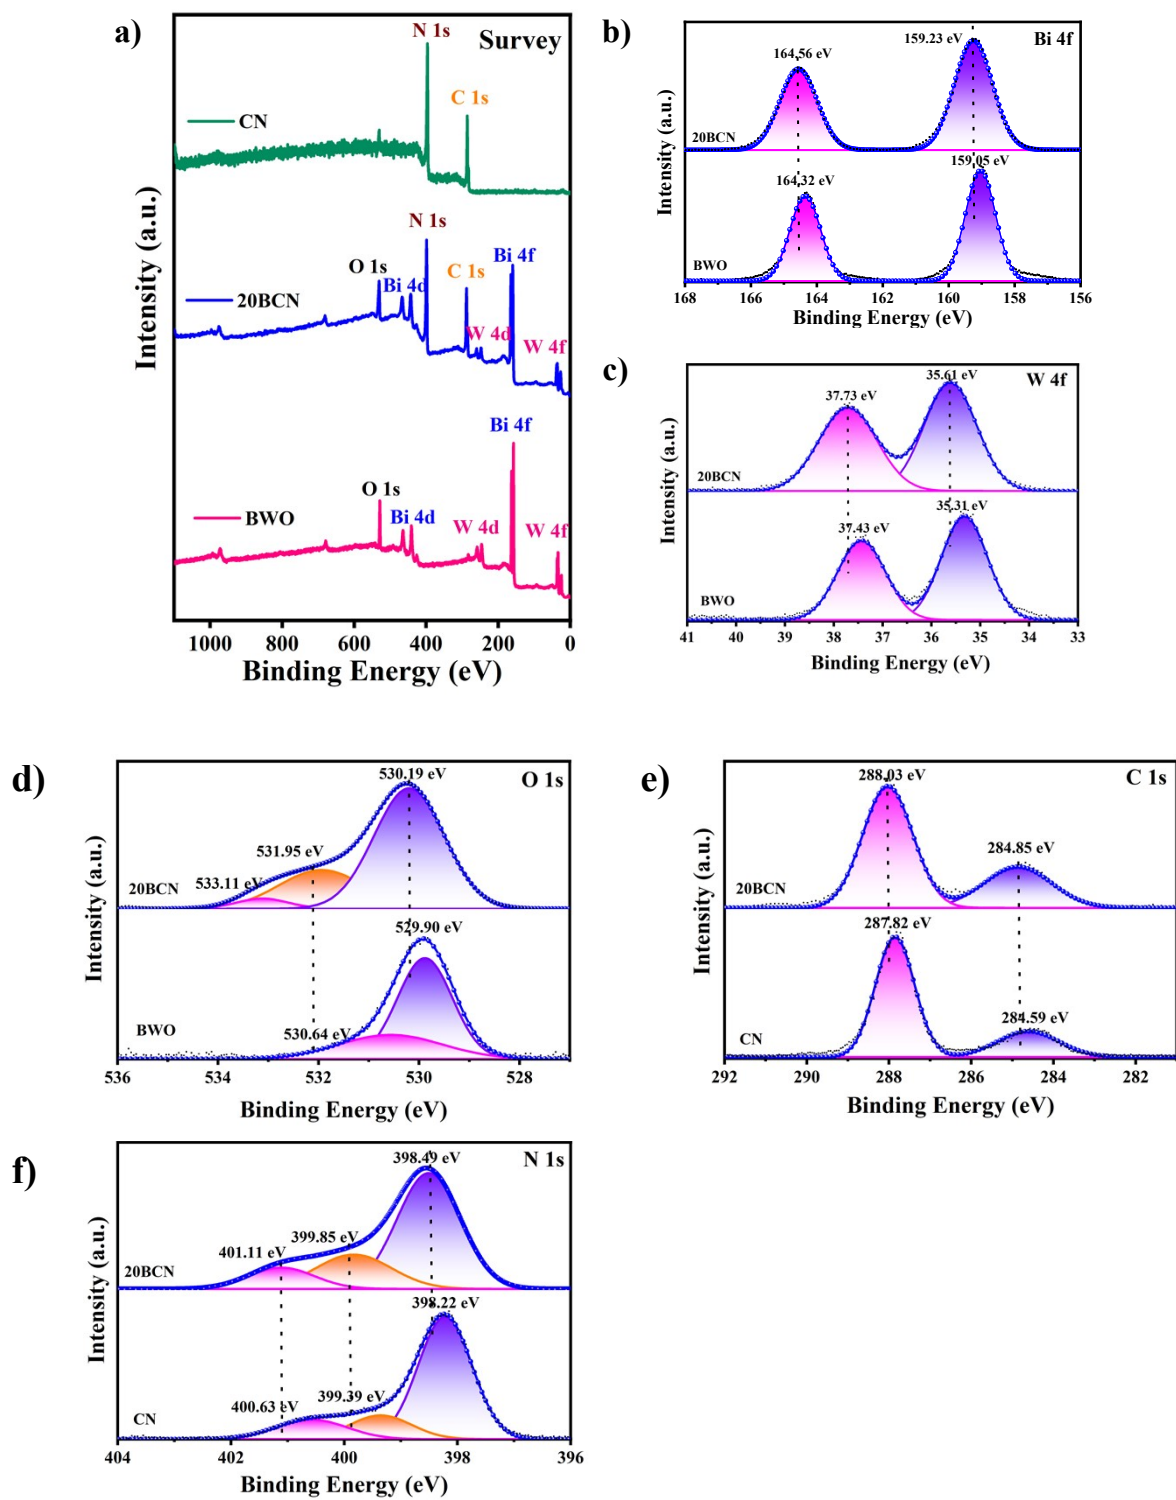 a)
Survey
N 1s
C 1s
CN
N 1s
Bi 4f
O 1s
C 1s
Bi 4d
20BCN
W 4d
W 4f
Bi 4f
O 1s
Bi 4d
W 4d
W 4f
BWO
Intensity (a.u.)
1000 800 600 400 200 0
Binding Energy (eV)
b)
Bi 4f
159.23 eV
164.56 eV
20BCN
159.05 eV
164.32 eV
BWO
Intensity (a.u.)
168 166 164 162 160 158 156
Binding Energy (eV)
c)
W 4f
35.61 eV
37.73 eV
20BCN
35.31 eV
37.43 eV
BWO
Intensity (a.u.)
41 40 39 38 37 36 35 34 33
Binding Energy (eV)
d)
O 1s
530.19 eV
531.95 eV
533.11 eV
20BCN
529.90 eV
530.64 eV
BWO
Intensity (a.u.)
536 534 532 530 528
Binding Energy (eV)
e)
C 1s
288.03 eV
284.85 eV
20BCN
287.82 eV
284.59 eV
CN
Intensity (a.u.)
292 290 288 286 284 282
Binding Energy (eV)
f)
N 1s
398.49 eV
399.85 eV
401.11 eV
20BCN
398.22 eV
399.39 eV
400.63 eV
CN
Intensity (a.u.)
404 402 400 398 396
Binding Energy (eV)